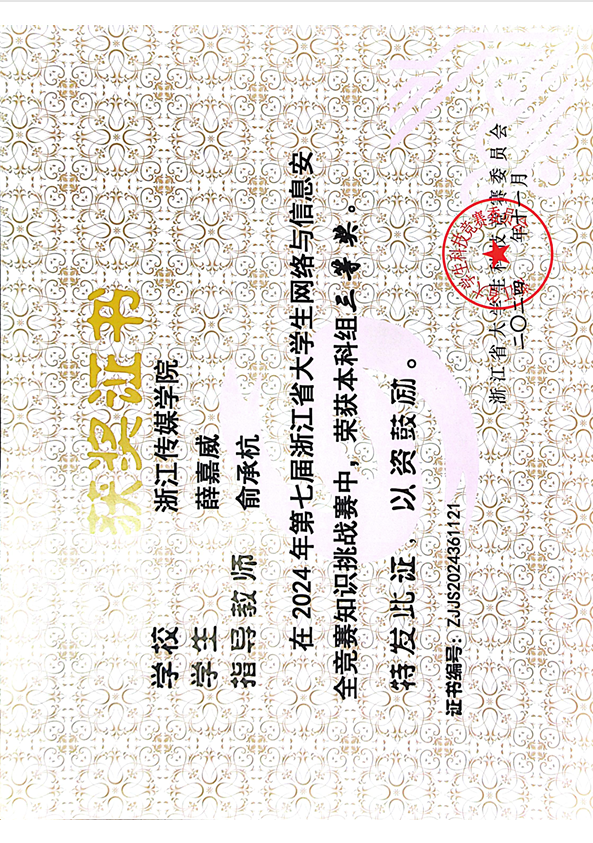 获奖证书
学校 浙江传媒学院
学生 薛嘉威
指导教师 俞承杭
在2024年第七届浙江省大学生网络与信息安
全竞赛知识挑战赛中，荣获本科组三等奖。
特发此证，以资鼓励。
证书编号：ZJJS2024361121
浙江省大学生科技竞赛委员会
二〇二四年十一月